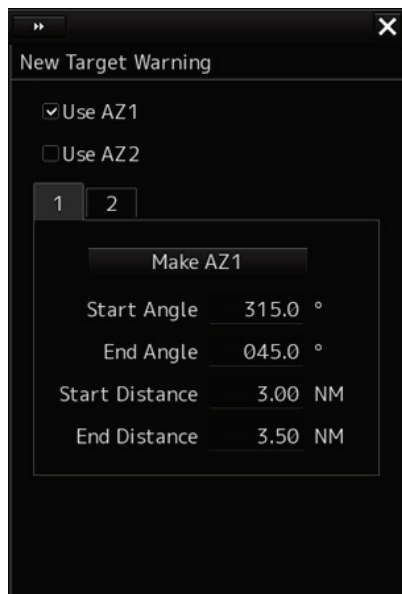 New Target Warning
Use AZ1
Use AZ2
1 2
Make AZ1
Start Angle 315.0 °
End Angle 045.0 °
Start Distance 3.00 NM
End Distance 3.50 NM